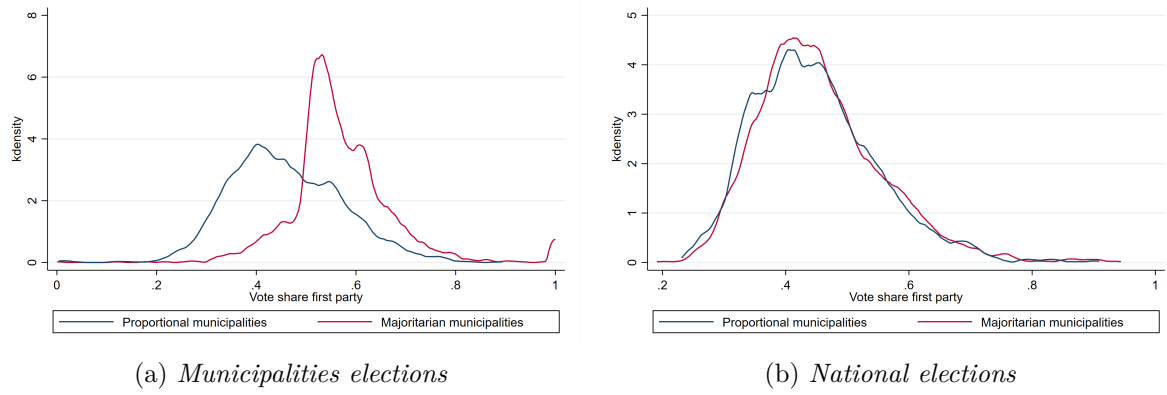 8
6
4
2
0
kdensity
0
.2
.4
.6
.8
1
Vote share first party
Proportional municipalities
Majoritarian municipalities
(a) Municipalities elections
5
4
3
2
1
0
kdensity
.2
.4
.6
.8
1
Vote share first party
Proportional municipalities
Majoritarian municipalities
(b) National elections